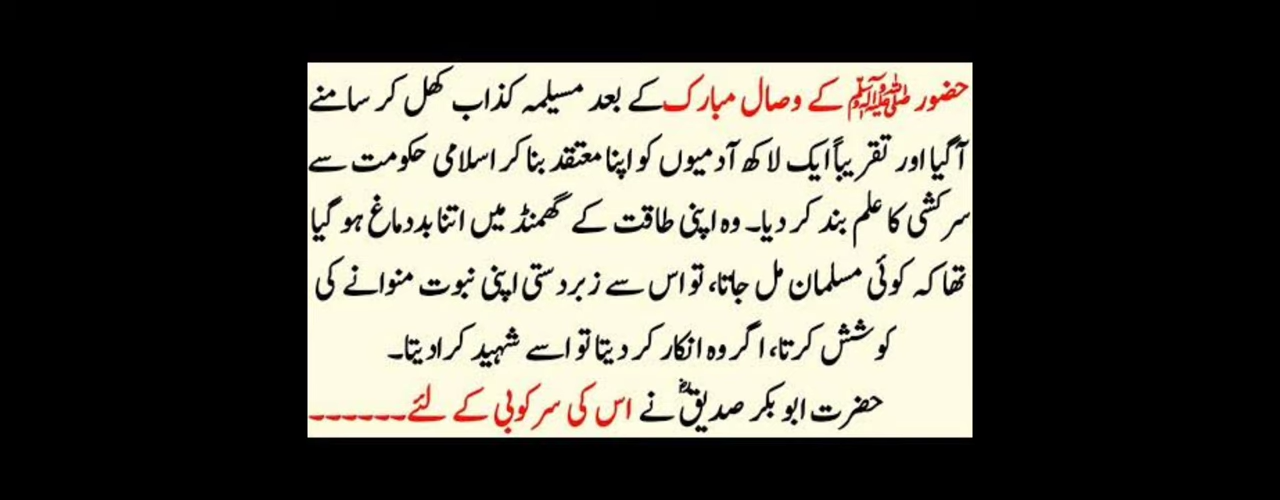 حضور ﷺ کے وصال مبارک کے بعد مسیلمہ کذاب کھل کر سامنے
آگیا اور تقریباً ایک لاکھ آدمیوں کو اپنا معتقد بنا کر اسلامی حکومت سے
سرکشی کا علم بند کر دیا۔ وہ اپنی طاقت کے گھمنڈ میں اتنا بددماغ ہو گیا
تھا کہ کوئی مسلمان مل جاتا، تو اس سے زبردستی اپنی نبوت منوانے کی
کوشش کرتا، اگر وہ انکار کر دیتا تو اسے شہید کرا دیتا۔
حضرت ابو بکر صدیقؓ نے اس کی سرکوبی کے لئے۔۔۔۔۔۔